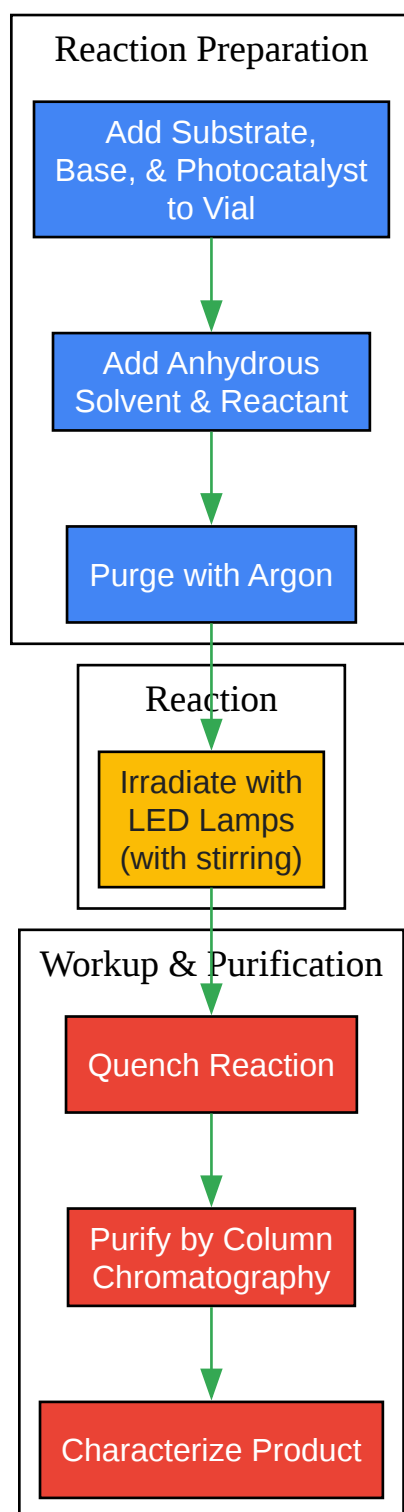 Reaction Preparation
Add Substrate,
Base, & Photocatalyst
to Vial
Add Anhydrous
Solvent & Reactant
Purge with Argon
Reaction
Irradiate with
LED Lamps
(with stirring)
Workup & Purification
Quench Reaction
Purify by Column
Chromatography
Characterize Product